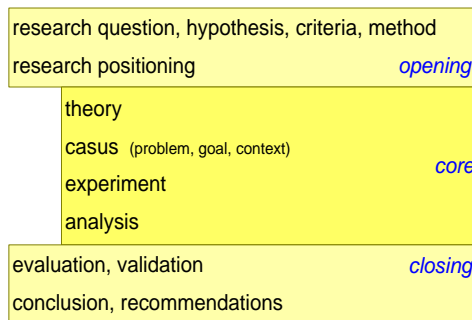 research question, hypothesis, criteria, method
research positioning opening
theory
casus (problem, goal, context)
core
experiment
analysis
evaluation, validation closing
conclusion, recommendations